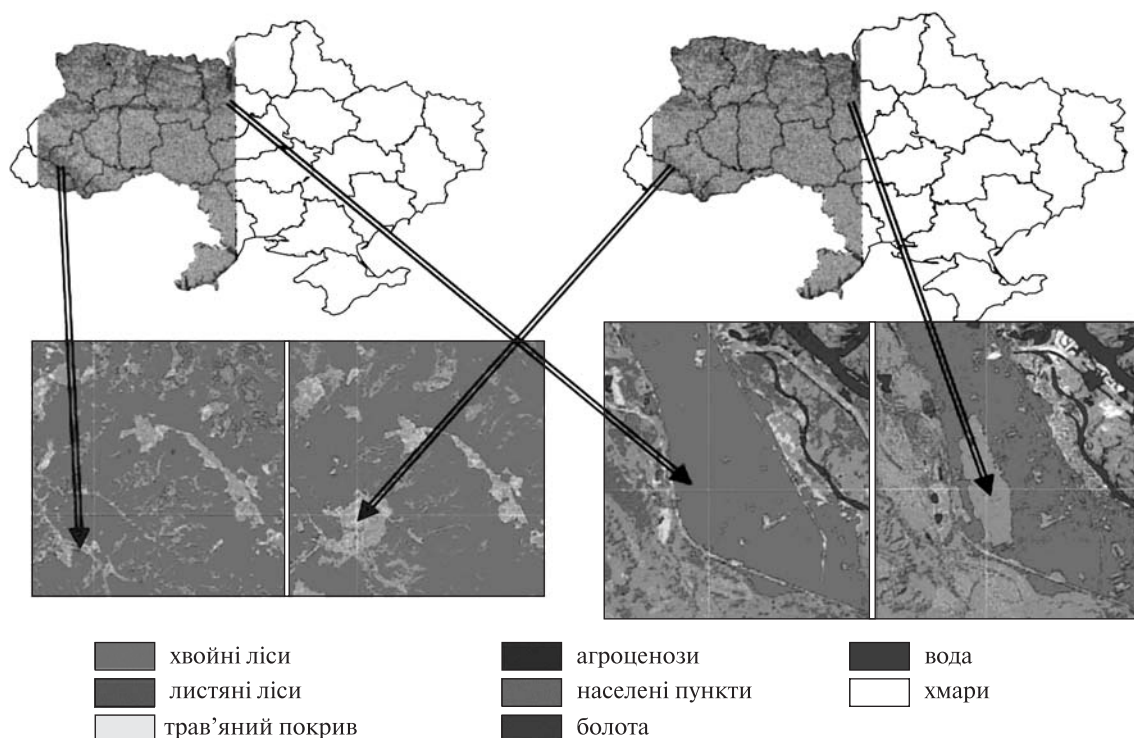 хвойні ліси
листяні ліси
трав’яний покрив
агроценози
населені пункти
болота
вода
хмари